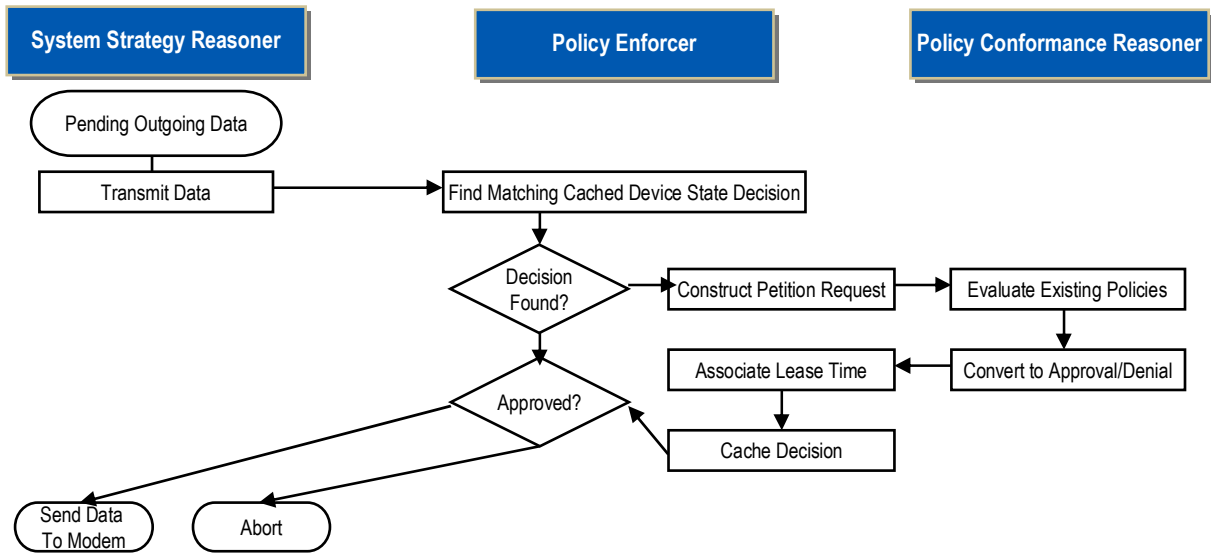 System Strategy Reasoner
Policy Enforcer
Policy Conformance Reasoner
Pending Outgoing Data
Transmit Data
Find Matching Cached Device State Decision
Decision
Found?
Construct Petition Request
Evaluate Existing Policies
Associate Lease Time
Convert to Approval/Denial
Approved?
Cache Decision
Send Data
To Modem
Abort